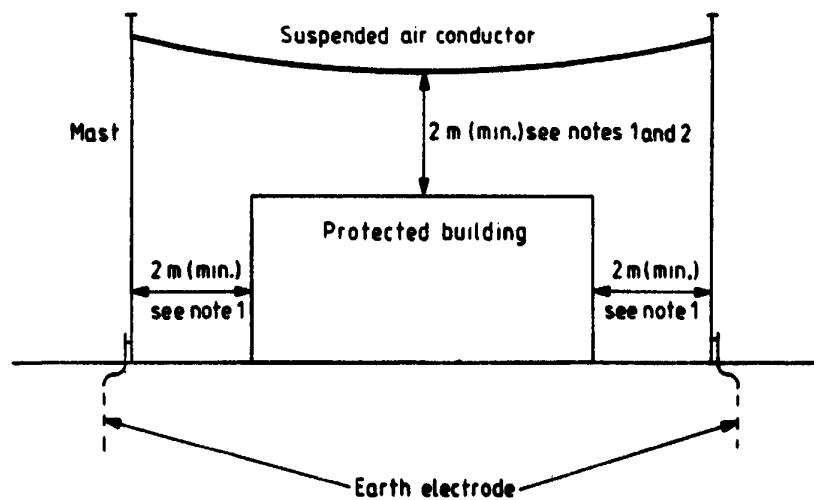 Suspended air conductor
Mast
2 m (min.) see notes 1 and 2
Protected building
2 m (min.)
see note 1
2 m (min.)
see note 1
Earth electrode